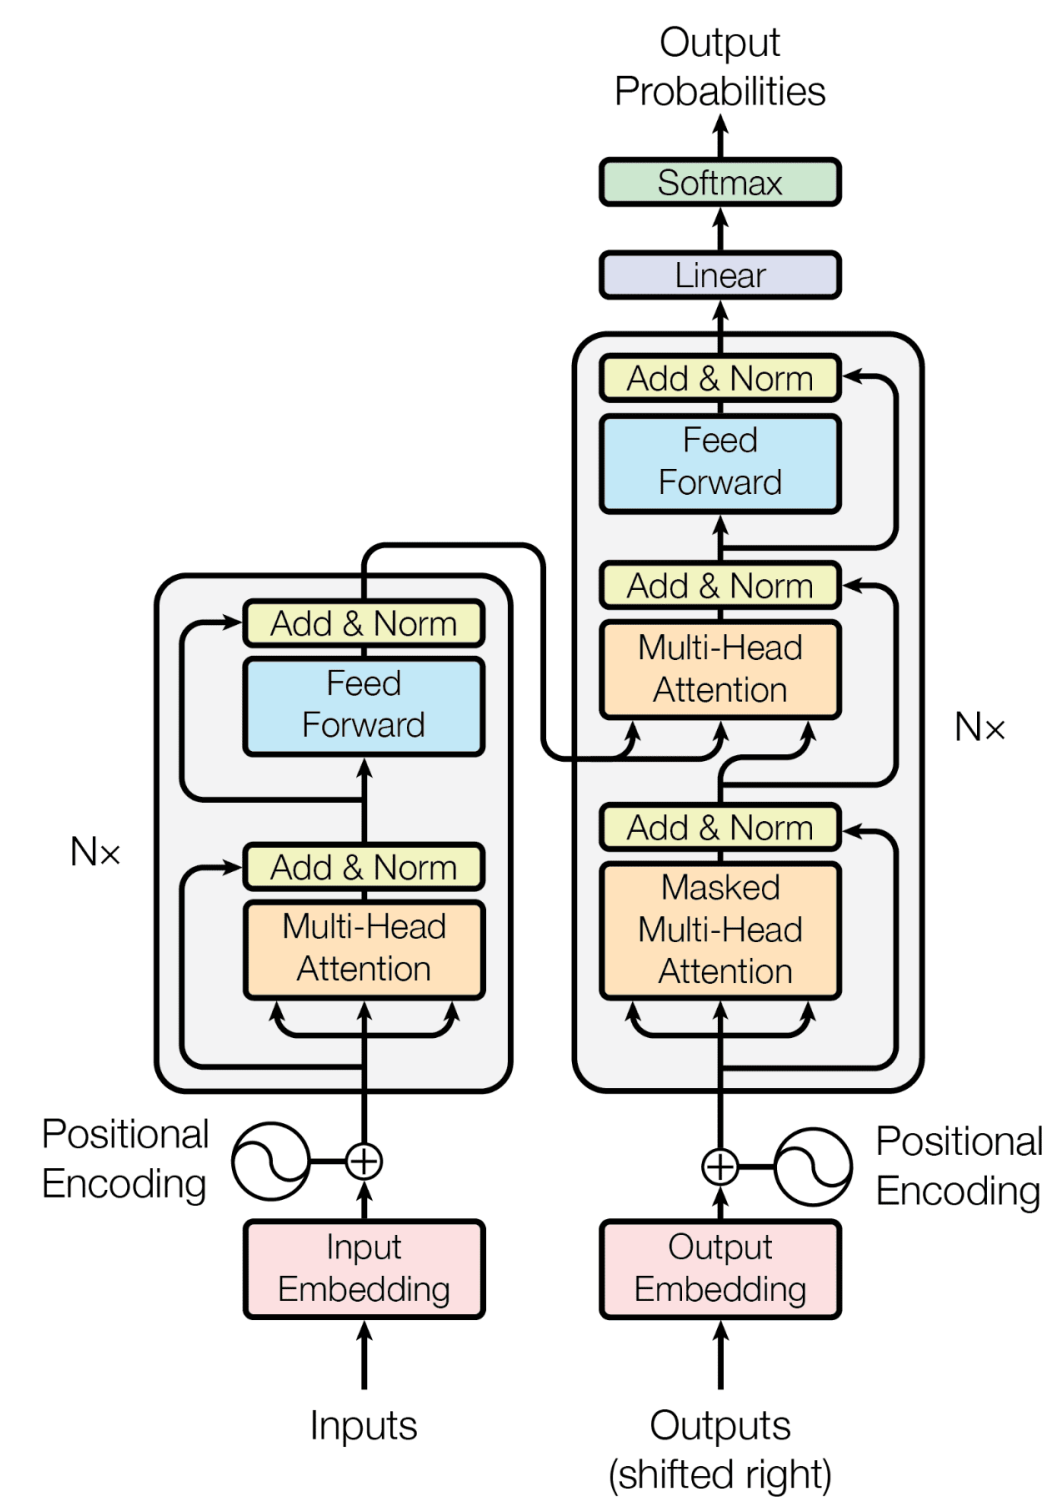 Output
Probabilities
Softmax
Linear
Add & Norm
Feed
Forward
Add & Norm
Multi-Head
Attention
Add & Norm
Masked
Multi-Head
Attention
N×
Add & Norm
Feed
Forward
Add & Norm
Multi-Head
Attention
N×
Positional
Encoding
Positional
Encoding
Input
Embedding
Output
Embedding
Inputs
Outputs
(shifted right)